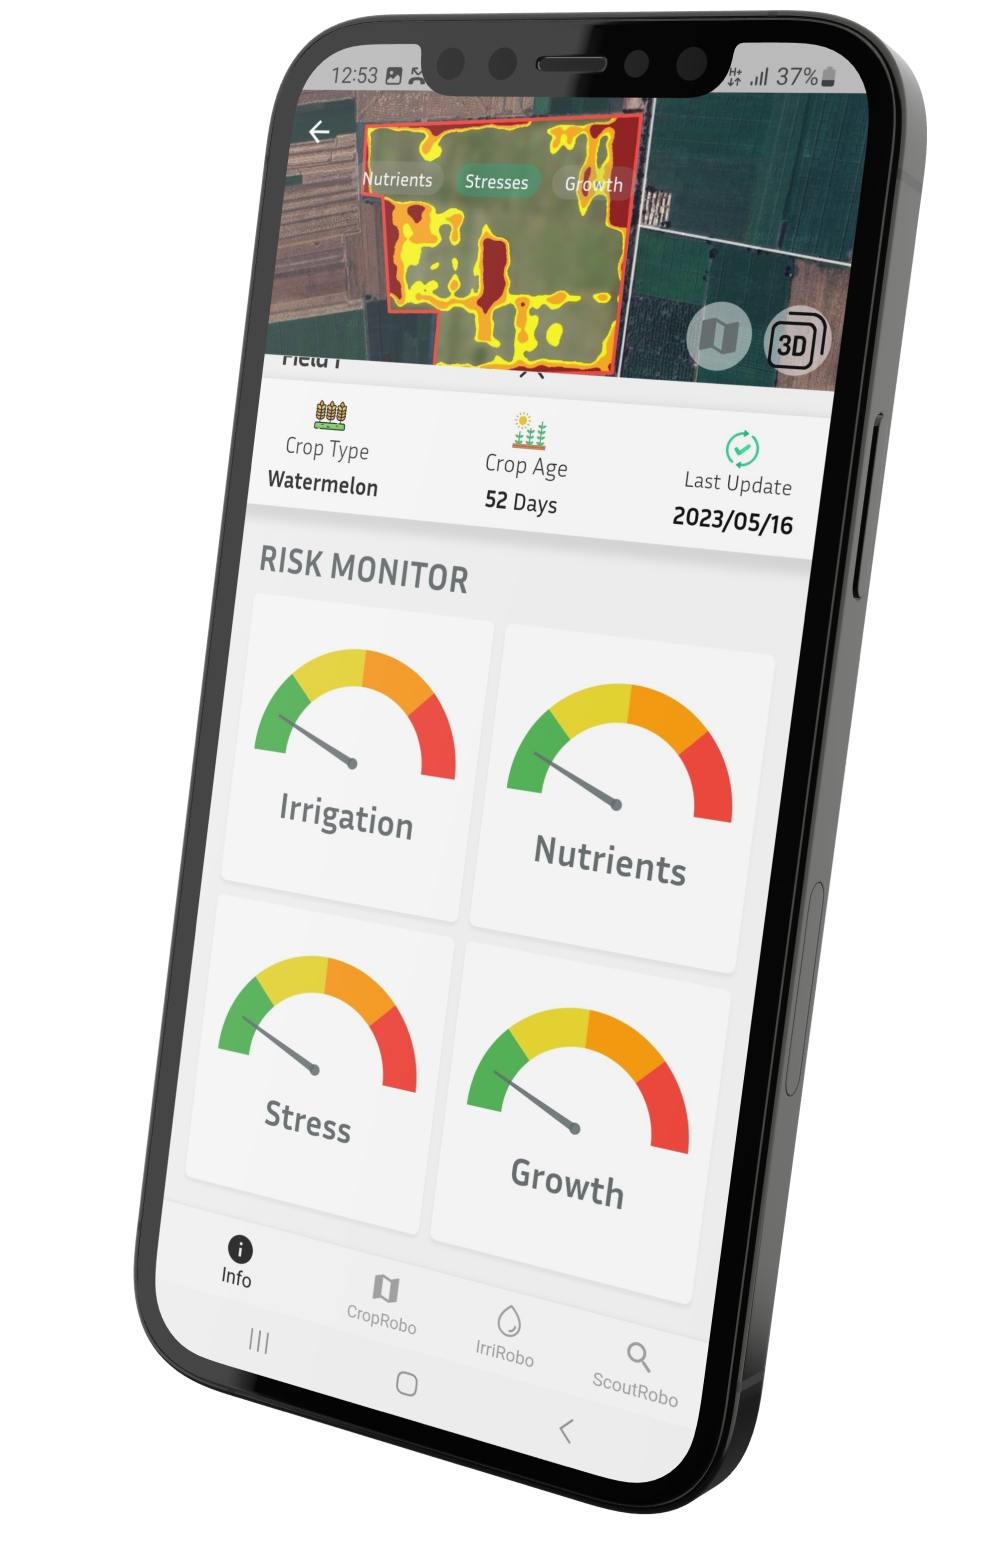 12:53
H+ 37%
Nutrients Stresses Growth
3D
Field 1
Crop Type
Watermelon
Crop Age
52 Days
Last Update
2023/05/16
RISK MONITOR
Irrigation
Nutrients
Stress
Growth
Info
CropRobo
IrriRobo
ScoutRobo